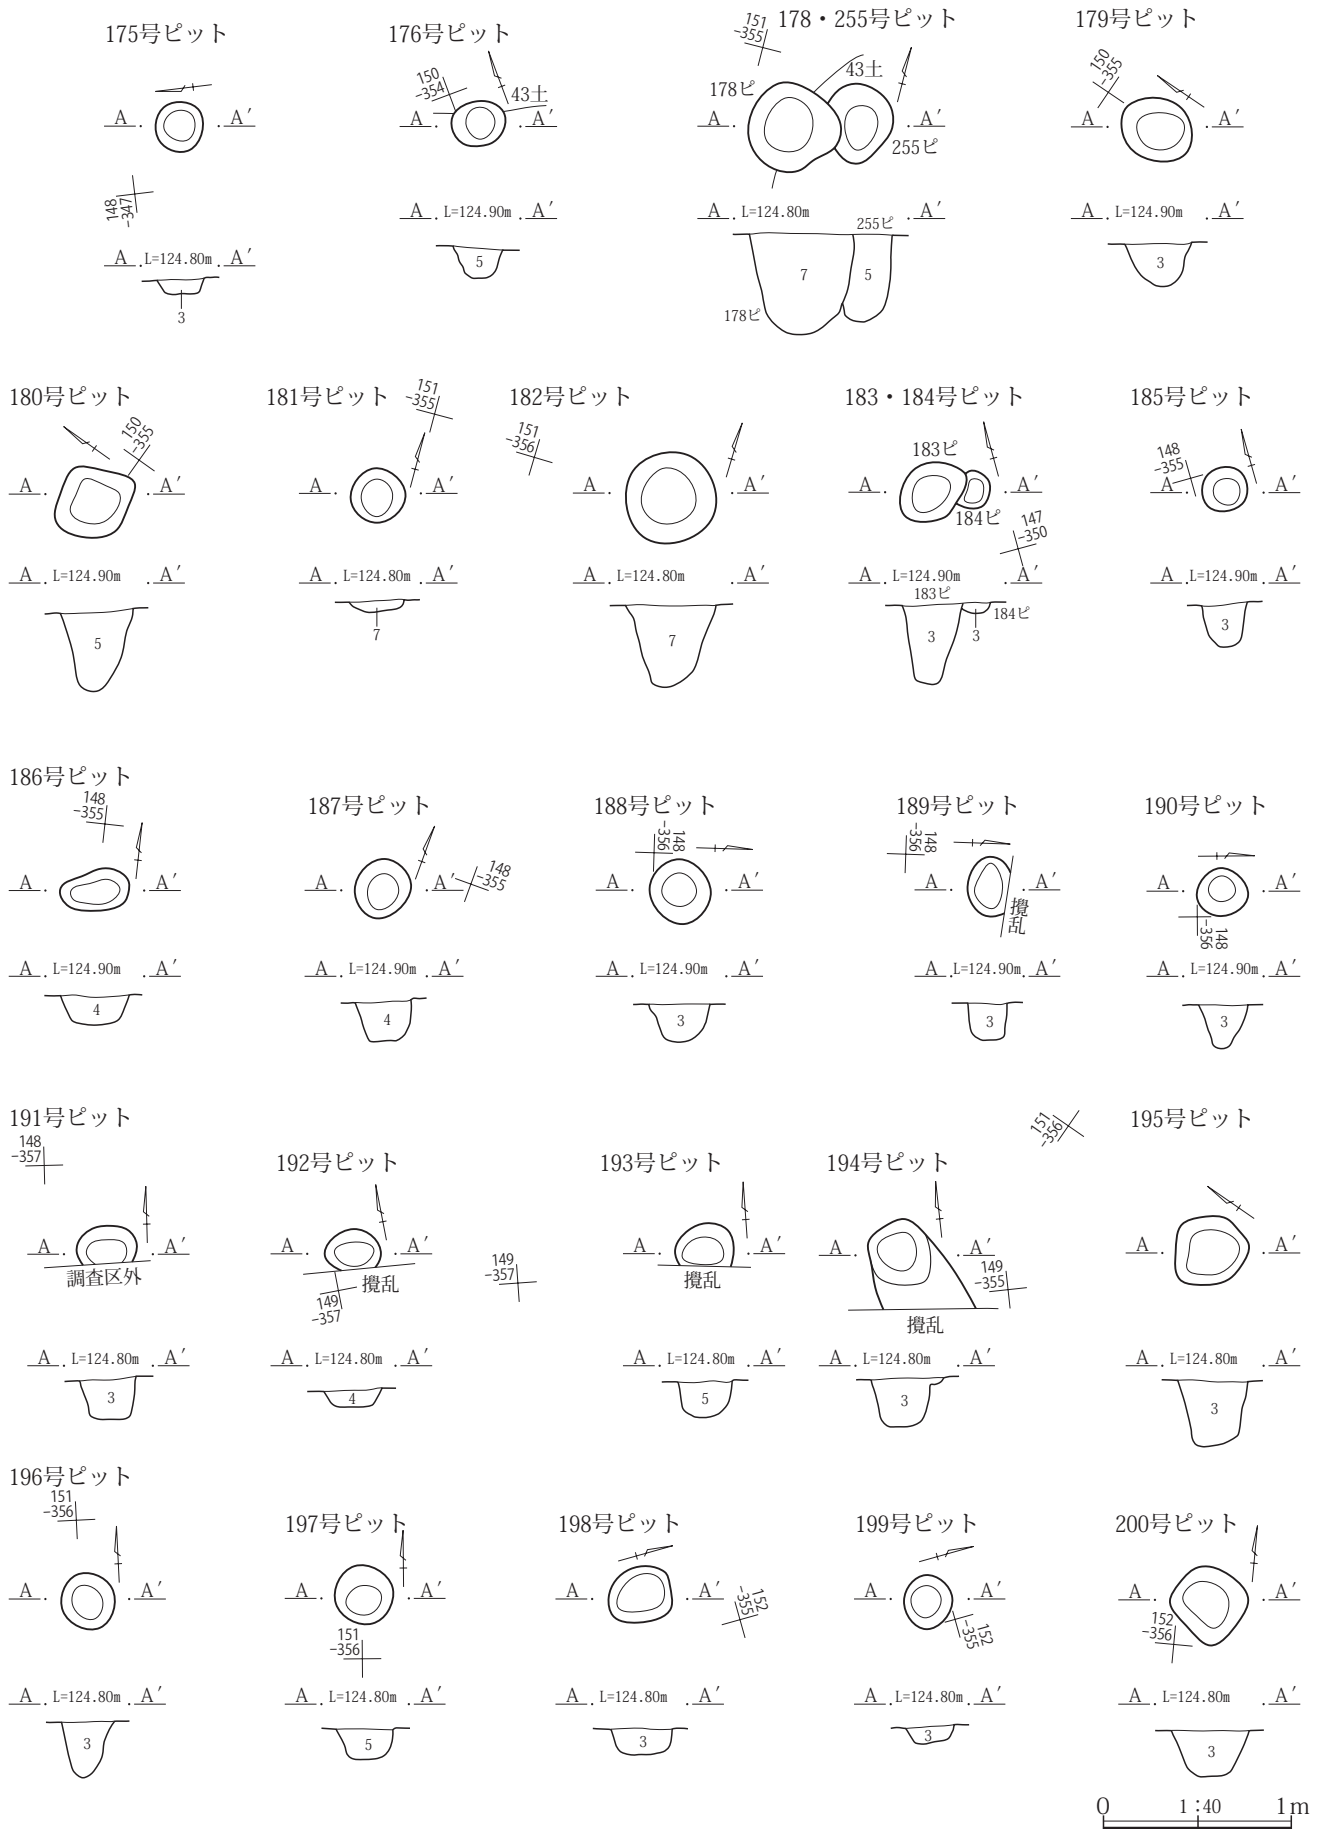 175号ピット
A A′
148
-347
A L=124.80m A′
3
176号ピット
150
-354
43土
A A′
A L=124.90m A′
5
178・255号ピット
151
-355
43土
178ピ
A A′
255ピ
A L=124.80m A′
255ピ
7 5
178ピ
179号ピット
150
-355
A A′
A L=124.90m A′
3
180号ピット
150
-355
A A′
A L=124.90m A′
5
181号ピット
151
-355
A A′
A L=124.80m A′
7
182号ピット
151
-356
A A′
A L=124.80m A′
7
183・184号ピット
183ピ
A A′
184ピ
147
-350
A L=124.90m A′
183ピ
184ピ
3 3
185号ピット
148
-355
A A′
A L=124.90m A′
3
186号ピット
148
-355
A A′
A L=124.90m A′
4
187号ピット
A A′
148
-355
A L=124.90m A′
4
188号ピット
148
-356
A A′
A L=124.90m A′
3
189号ピット
148
-356
A A′
攪乱
A L=124.90m A′
3
190号ピット
A A′
148
-356
A L=124.90m A′
3
191号ピット
148
-357
A A′
調査区外
A L=124.80m A′
3
192号ピット
A A′
攪乱
149
-357
A L=124.80m A′
4
193号ピット
149
-357
A A′
攪乱
A L=124.80m A′
5
194号ピット
A A′
149
-355
攪乱
A L=124.80m A′
3
195号ピット
151
-356
A A′
A L=124.80m A′
3
196号ピット
151
-356
A A′
A L=124.80m A′
3
197号ピット
A A′
151
-356
A L=124.80m A′
5
198号ピット
A A′
152
-355
A L=124.80m A′
3
199号ピット
A A′
152
-355
A L=124.80m A′
3
200号ピット
A A′
152
-356
A L=124.80m A′
3
0 1:40 1m